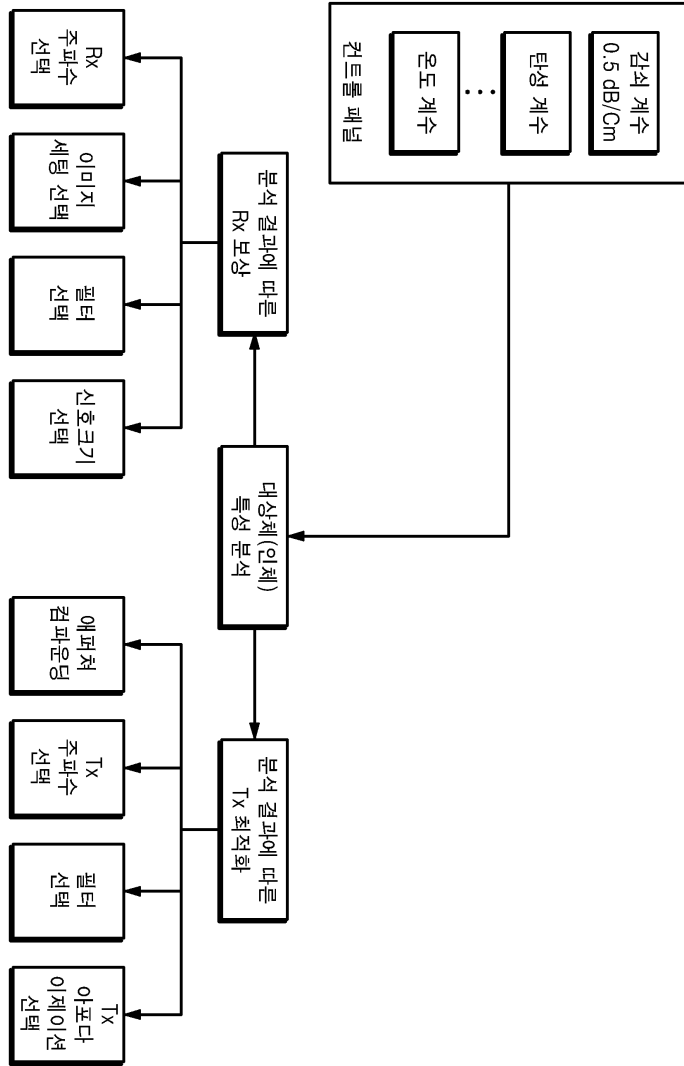 감쇠 계수
0.5 dB/Cm
탄성 계수
...
온도 계수
컨트롤 패널
분석 결과에 따른
Rx 보상
대상체(인체)
특성 분석
분석 결과에 따른
Tx 최적화
Rx
주파수
선택
이미지
세팅 선택
필터
선택
신호크기
선택
애퍼쳐
컴파운딩
Tx
주파수
선택
필터
선택
Tx
아포다
이제이션
선택